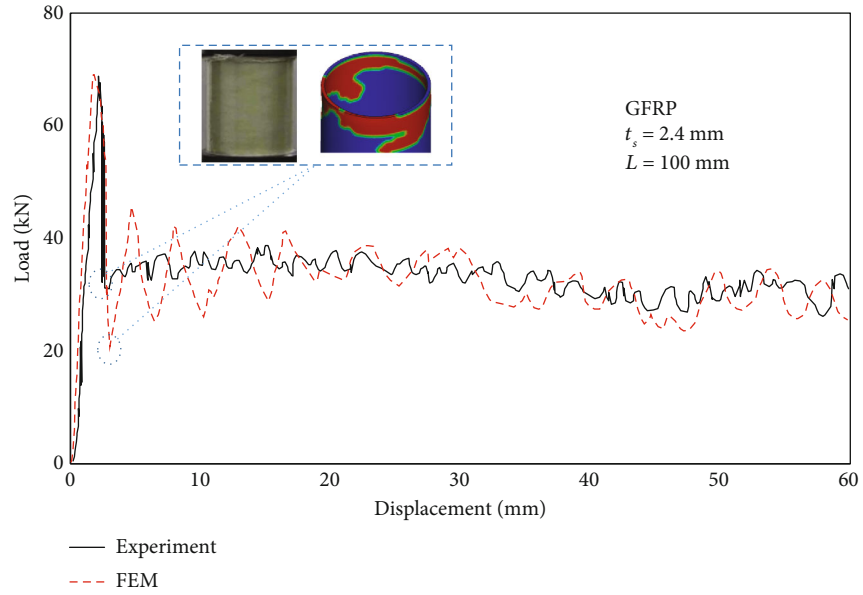 80
60
40
20
0
Load (kN)
GFRP
t_s = 2.4 mm
L = 100 mm
0 10 20 30 40 50 60
Displacement (mm)
Experiment
FEM